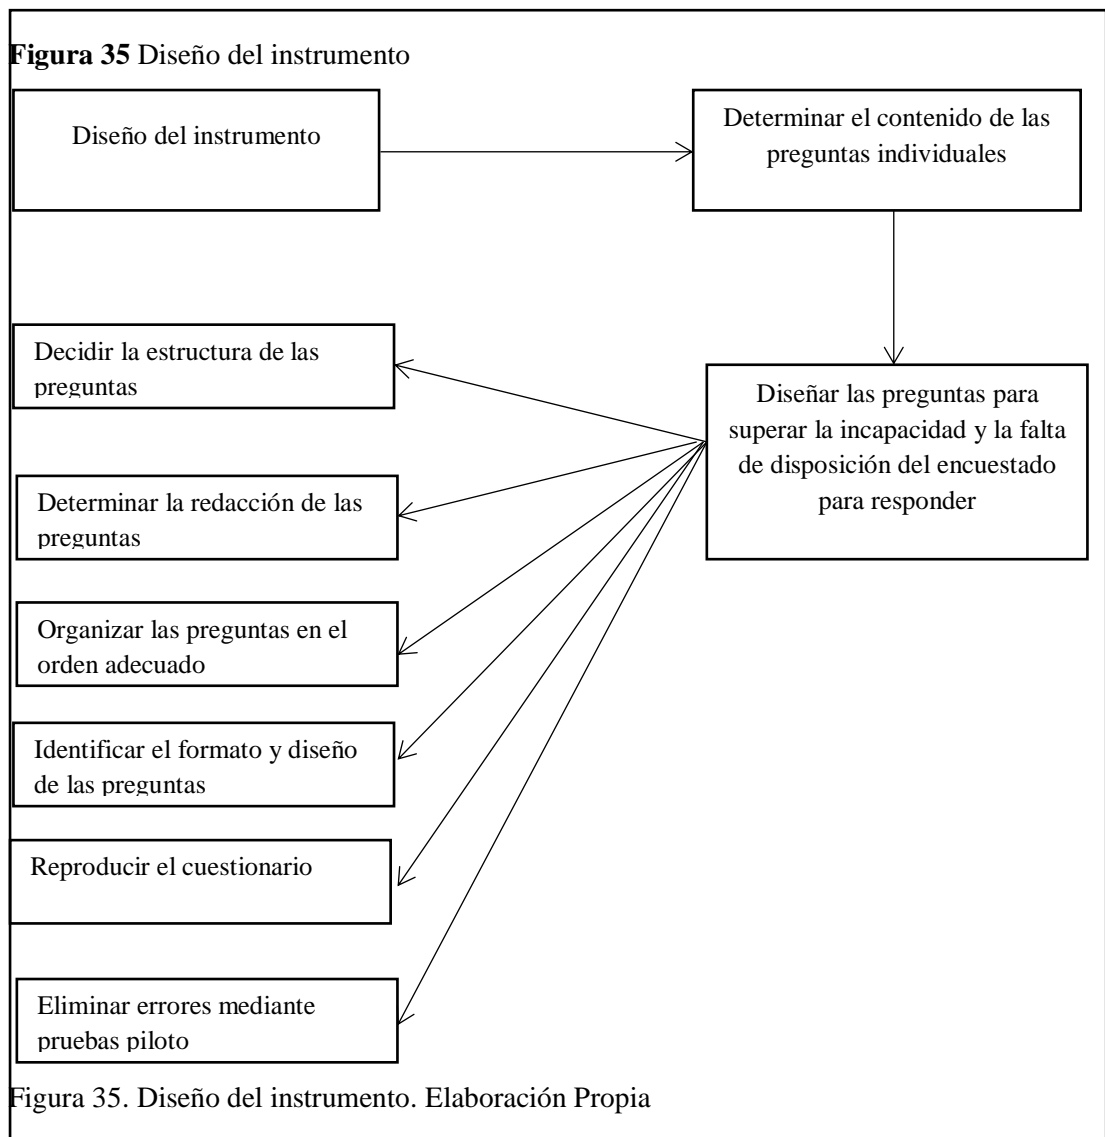 Figura 35 Diseño del instrumento
Diseño del instrumento
Determinar el contenido de las
preguntas individuales
Diseñar las preguntas para
superar la incapacidad y la falta
de disposición del encuestado
para responder
Decidir la estructura de las
preguntas
Determinar la redacción de las
preguntas
Organizar las preguntas en el
orden adecuado
Identificar el formato y diseño
de las preguntas
Reproducir el cuestionario
Eliminar errores mediante
pruebas piloto
Figura 35. Diseño del instrumento. Elaboración Propia